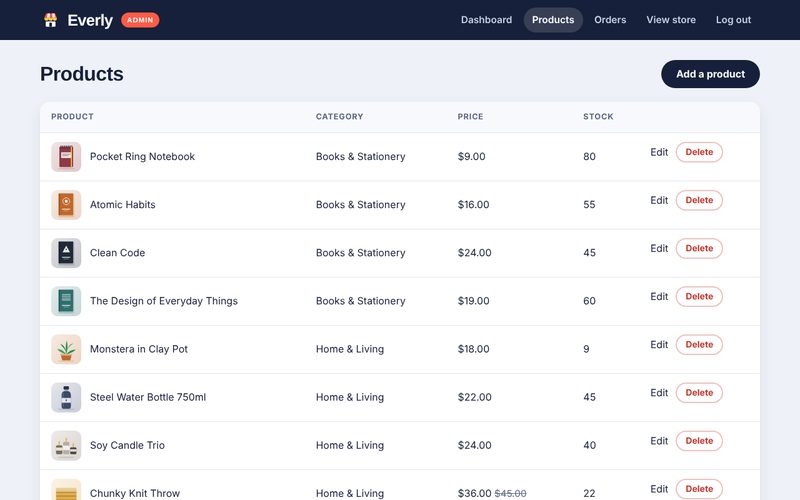 Everly ADMIN Dashboard Products Orders View store Log out
Products Add a product
PRODUCT CATEGORY PRICE STOCK
Pocket Ring Notebook Books & Stationery $9.00 80 Edit Delete
Atomic Habits Books & Stationery $16.00 55 Edit Delete
Clean Code Books & Stationery $24.00 45 Edit Delete
The Design of Everyday Things Books & Stationery $19.00 60 Edit Delete
Monstera in Clay Pot Home & Living $18.00 9 Edit Delete
Steel Water Bottle 750ml Home & Living $22.00 45 Edit Delete
Soy Candle Trio Home & Living $24.00 40 Edit Delete
Chunky Knit Throw Home & Living $36.00 $45.00 22 Edit Delete